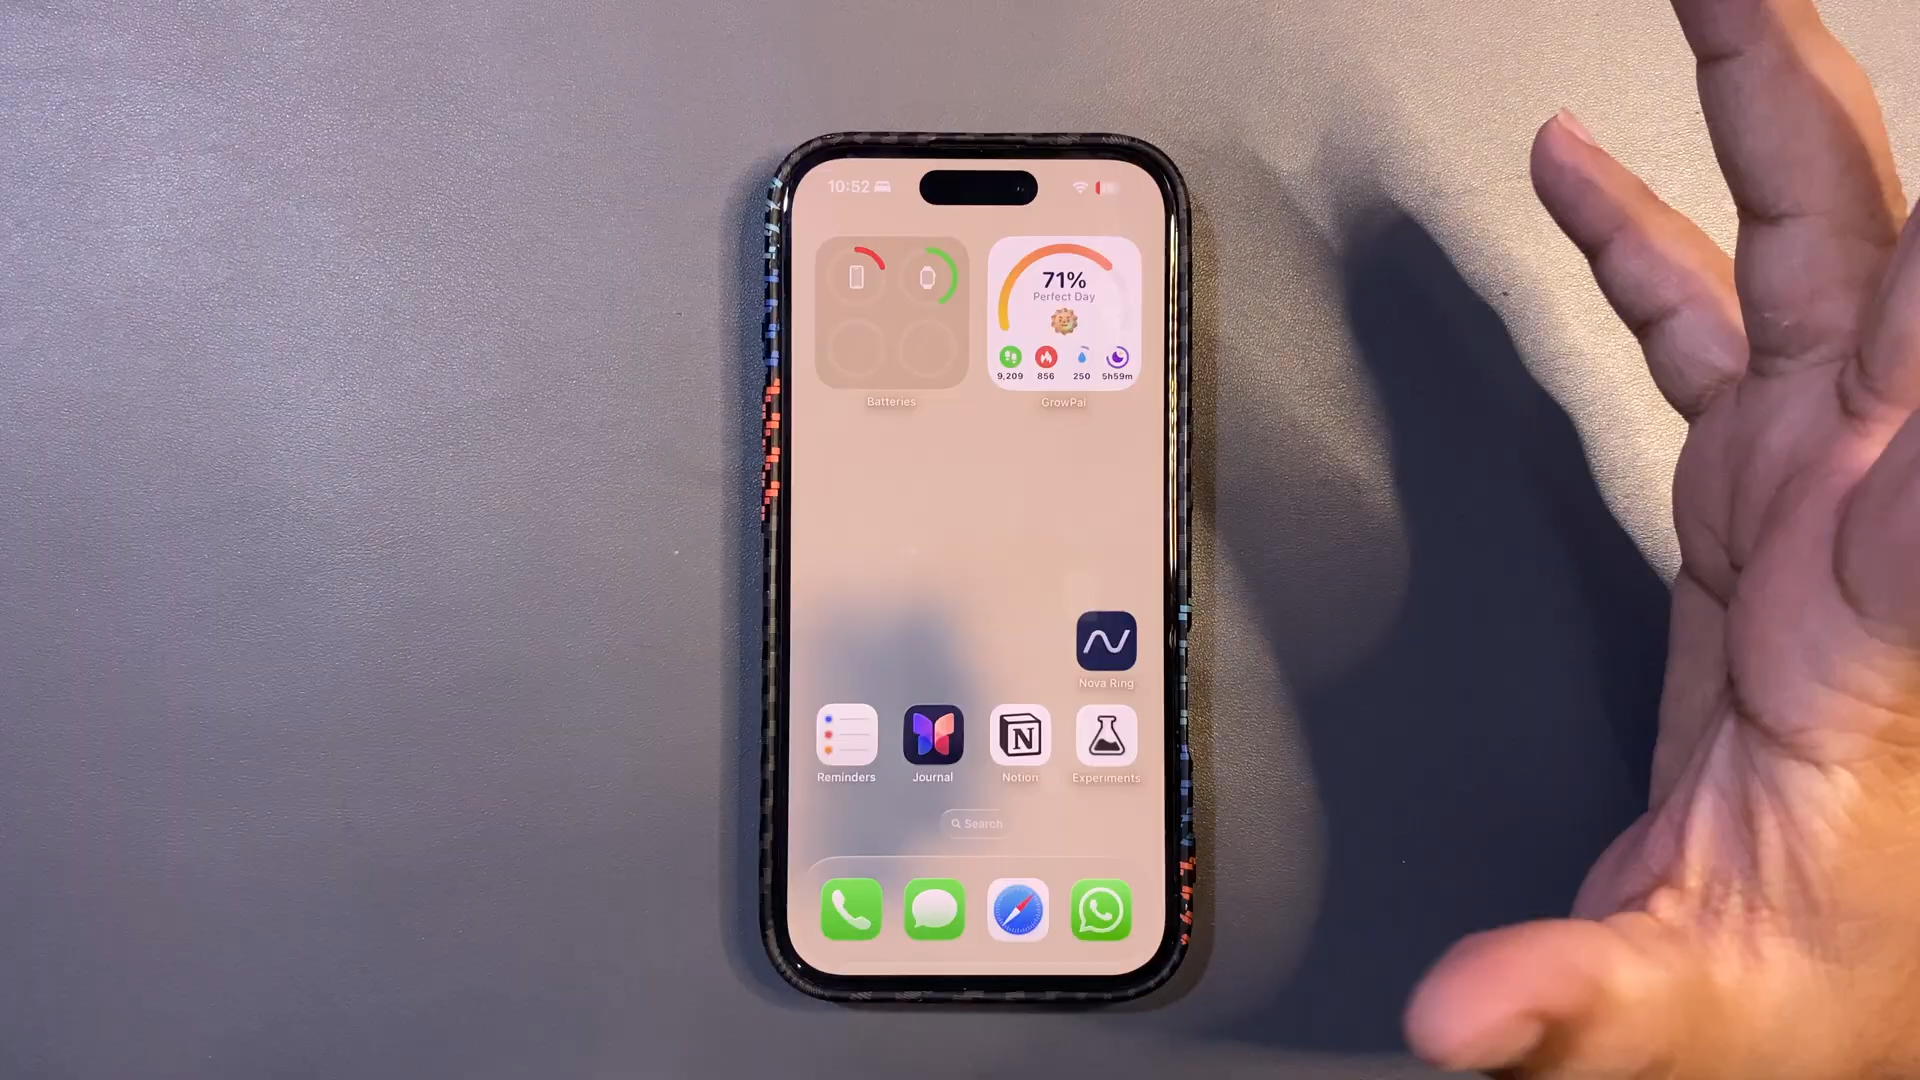 10:52
71%
Perfect Day
9,209 856 250 5h59m
Batteries GrowPal
Nova Ring
Reminders Journal Notion Experiments
Search